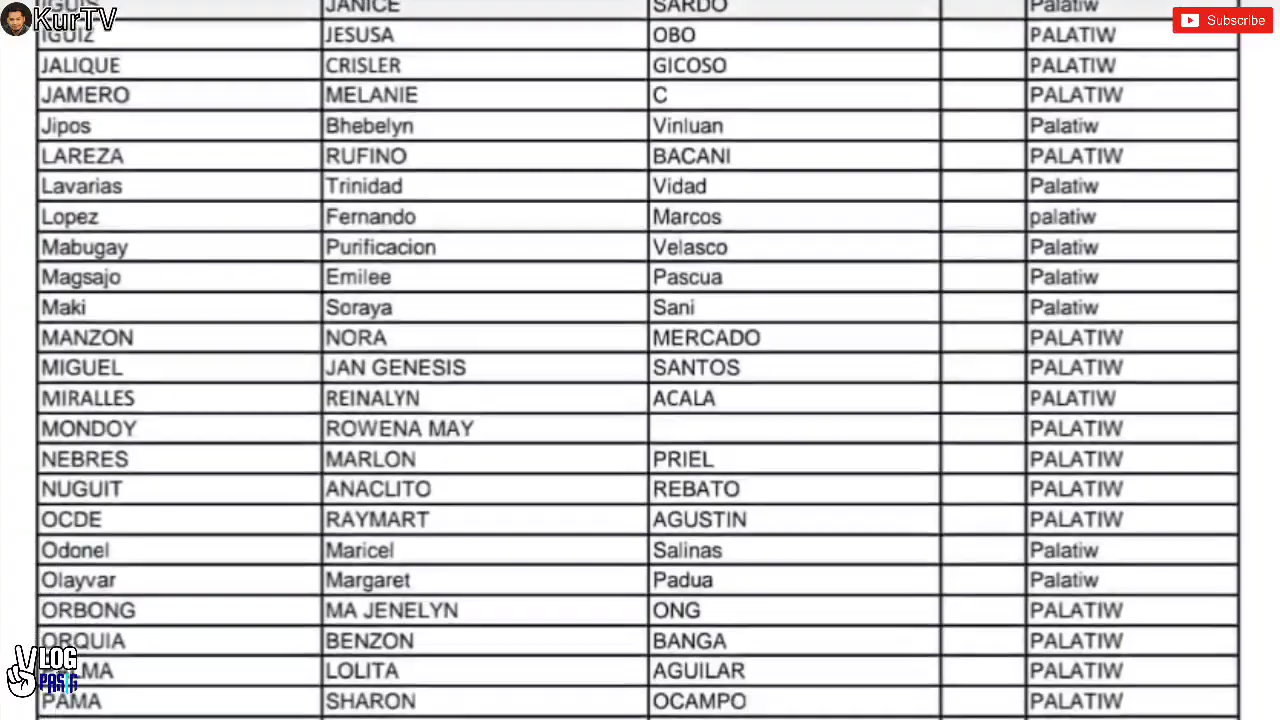 KurTV
Subscribe
IGUIS JANICE SARDO Palatiw
IGUIZ JESUSA OBO PALATIW
JALIQUE CRISLER GICOSO PALATIW
JAMERO MELANIE C PALATIW
Jipos Bhebelyn Vinluan Palatiw
LAREZA RUFINO BACANI PALATIW
Lavarias Trinidad Vidad Palatiw
Lopez Fernando Marcos palatiw
Mabugay Purificacion Velasco Palatiw
Magsajo Emilee Pascua Palatiw
Maki Soraya Sani Palatiw
MANZON NORA MERCADO PALATIW
MIGUEL JAN GENESIS SANTOS PALATIW
MIRALLES REINALYN ACALA PALATIW
MONDOY ROWENA MAY PALATIW
NEBRES MARLON PRIEL PALATIW
NUGUIT ANACLITO REBATO PALATIW
OCDE RAYMART AGUSTIN PALATIW
Odonel Maricel Salinas Palatiw
Olayvar Margaret Padua Palatiw
ORBONG MA JENELYN ONG PALATIW
ORQUIA BENZON BANGA PALATIW
LOLITA AGUILAR PALATIW
PAMA SHARON OCAMPO PALATIW
VLOG
PASIG